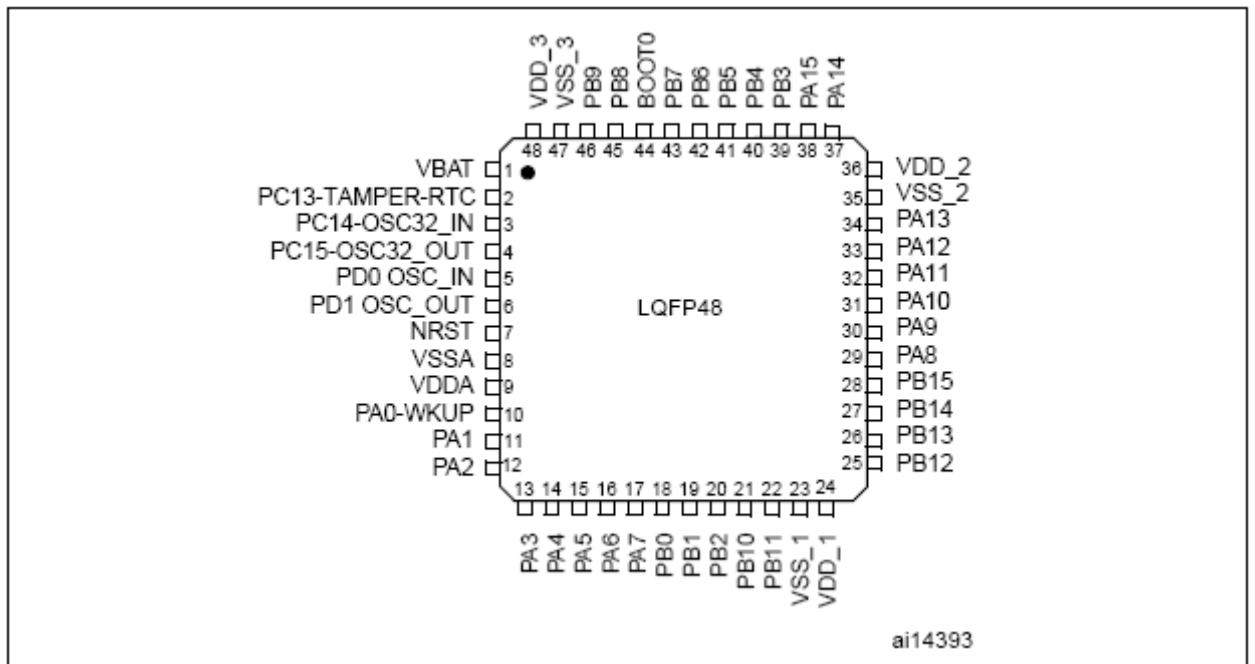 VDD_3
VSS_3
PB9
PB8
BOOT0
PB7
PB6
PB5
PB4
PB3
PA15
PA14
48 47 46 45 44 43 42 41 40 39 38 37
VBAT 1
PC13-TAMPER-RTC 2
PC14-OSC32_IN 3
PC15-OSC32_OUT 4
PD0 OSC_IN 5
PD1 OSC_OUT 6
NRST 7
VSSA 8
VDDA 9
PA0-WKUP 10
PA1 11
PA2 12
LQFP48
36 VDD_2
35 VSS_2
34 PA13
33 PA12
32 PA11
31 PA10
30 PA9
29 PA8
28 PB15
27 PB14
26 PB13
25 PB12
13 14 15 16 17 18 19 20 21 22 23 24
PA3
PA4
PA5
PA6
PA7
PB0
PB1
PB2
PB10
PB11
VSS_1
VDD_1
ai14393